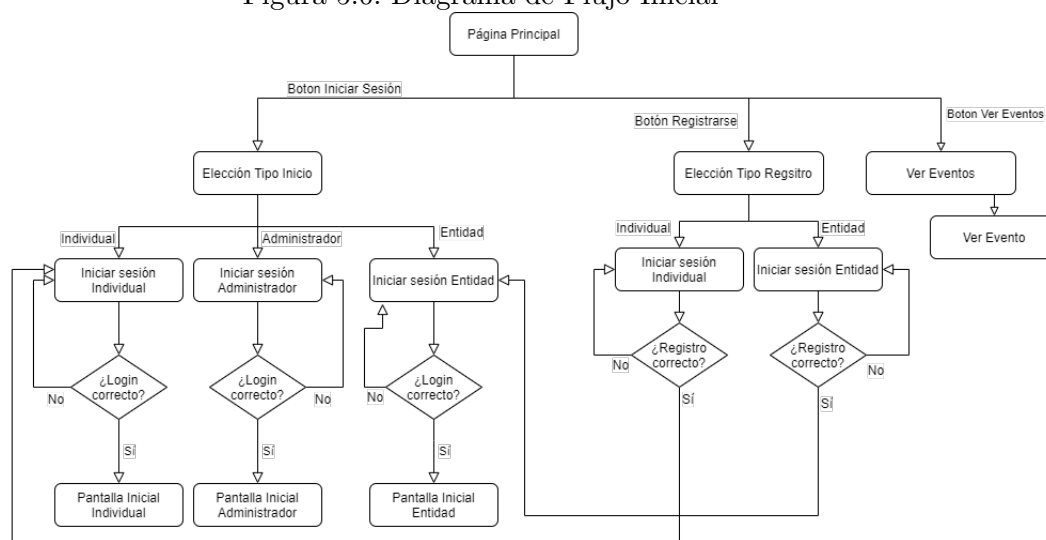 Figura 5.6: Diagrama de Flujo Inicial
Página Principal
Boton Iniciar Sesión
Botón Registrarse
Boton Ver Eventos
Elección Tipo Inicio
Elección Tipo Regsitro
Ver Eventos
Ver Evento
Individual
Administrador
Entidad
Individual
Entidad
Iniciar sesión
Individual
Iniciar sesión
Administrador
Iniciar sesión Entidad
Iniciar sesión
Individual
Iniciar sesión Entidad
¿Login
correcto?
No
¿Login
correcto?
No
¿Login
correcto?
No
¿Registro
correcto?
No
¿Registro
correcto?
No
Sí
Sí
Sí
Sí
Sí
Pantalla Inicial
Individual
Pantalla Inicial
Administrador
Pantalla Inicial
Entidad